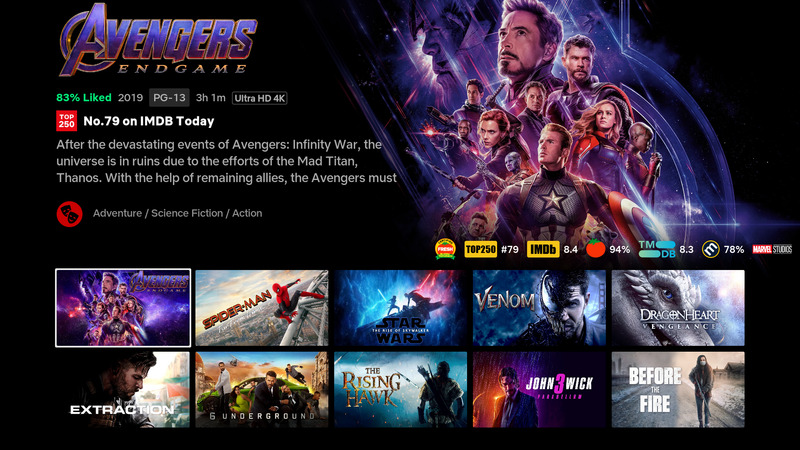 AVENGERS
ENDGAME
83% Liked 2019 PG-13 3h 1m Ultra HD 4K
TOP 250 No.79 on IMDB Today
After the devastating events of Avengers: Infinity War, the
universe is in ruins due to the efforts of the Mad Titan,
Thanos. With the help of remaining allies, the Avengers must
Adventure / Science Fiction / Action
FRESH TOP250 #79 IMDb 8.4 94% TMDB 8.3 78% MARVEL STUDIOS
AVENGERS
ENDGAME
SPIDER-MAN
STAR
THE RISE OF SKYWALKER
WARS
VENOM
DRAGONHEART
VENGEANCE
EXTRACTION
6 UNDERGROUND
THE
RISING
HAWK
JOHN WICK
3
PARABELLUM
BEFORE
THE
FIRE